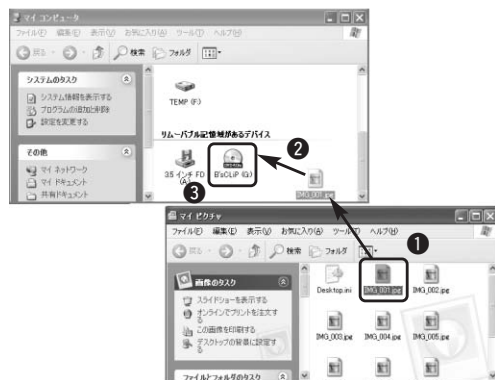 マイ コンピュータ
ファイル(F) 編集(E) 表示(V) お気に入り(A) ツール(T) ヘルプ(H)
戻る 検索 フォルダ
システムのタスク
システム情報を表示する
プログラムの追加と削除
設定を変更する
その他
マイ ネットワーク
マイ ドキュメント
共有ドキュメント
TEMP (F:)
リムーバブル記憶域があるデバイス
3.5 インチ FD (A:)
B'sCLiP (G:)
❷
❸
IMG_001.jpg
マイ ピクチャ
ファイル(F) 編集(E) 表示(V) お気に入り(A) ツール(T) ヘルプ(H)
❶
戻る 検索 フォルダ
画像のタスク
スライドショーを表示する
オンラインでプリントを注文する
この画像を印刷する
デスクトップの背景に設定する
ファイルとフォルダのタスク
Desktop.ini
IMG_001.jpg
IMG_002.jpg
IMG_003.jpg
IMG_004.jpg
IMG_005.jpg